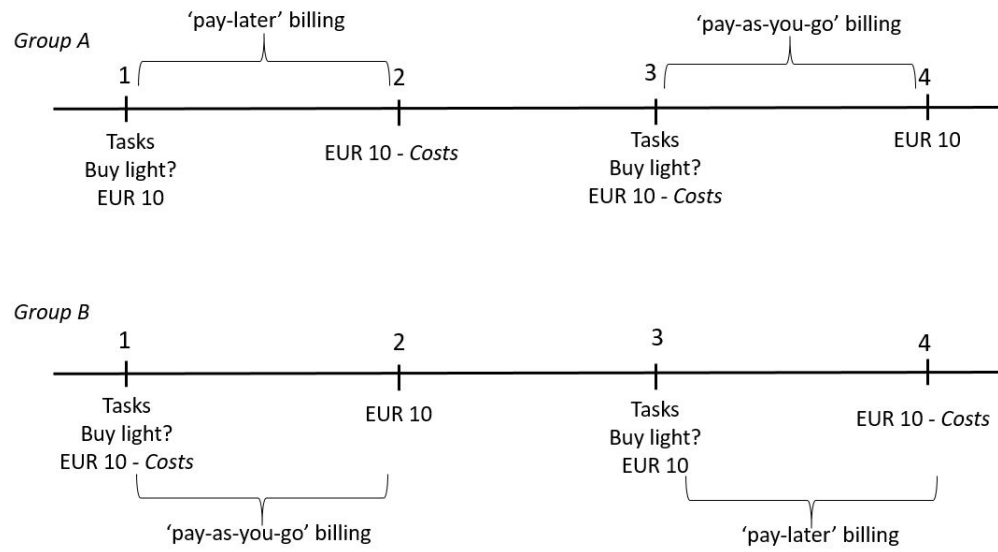 Group A
‘pay-later’ billing
‘pay-as-you-go’ billing
1
2
3
4
Tasks
Buy light?
EUR 10
EUR 10 - Costs
Tasks
Buy light?
EUR 10 - Costs
EUR 10
Group B
1
2
3
4
Tasks
Buy light?
EUR 10 - Costs
EUR 10
Tasks
Buy light?
EUR 10
EUR 10 - Costs
‘pay-as-you-go’ billing
‘pay-later’ billing